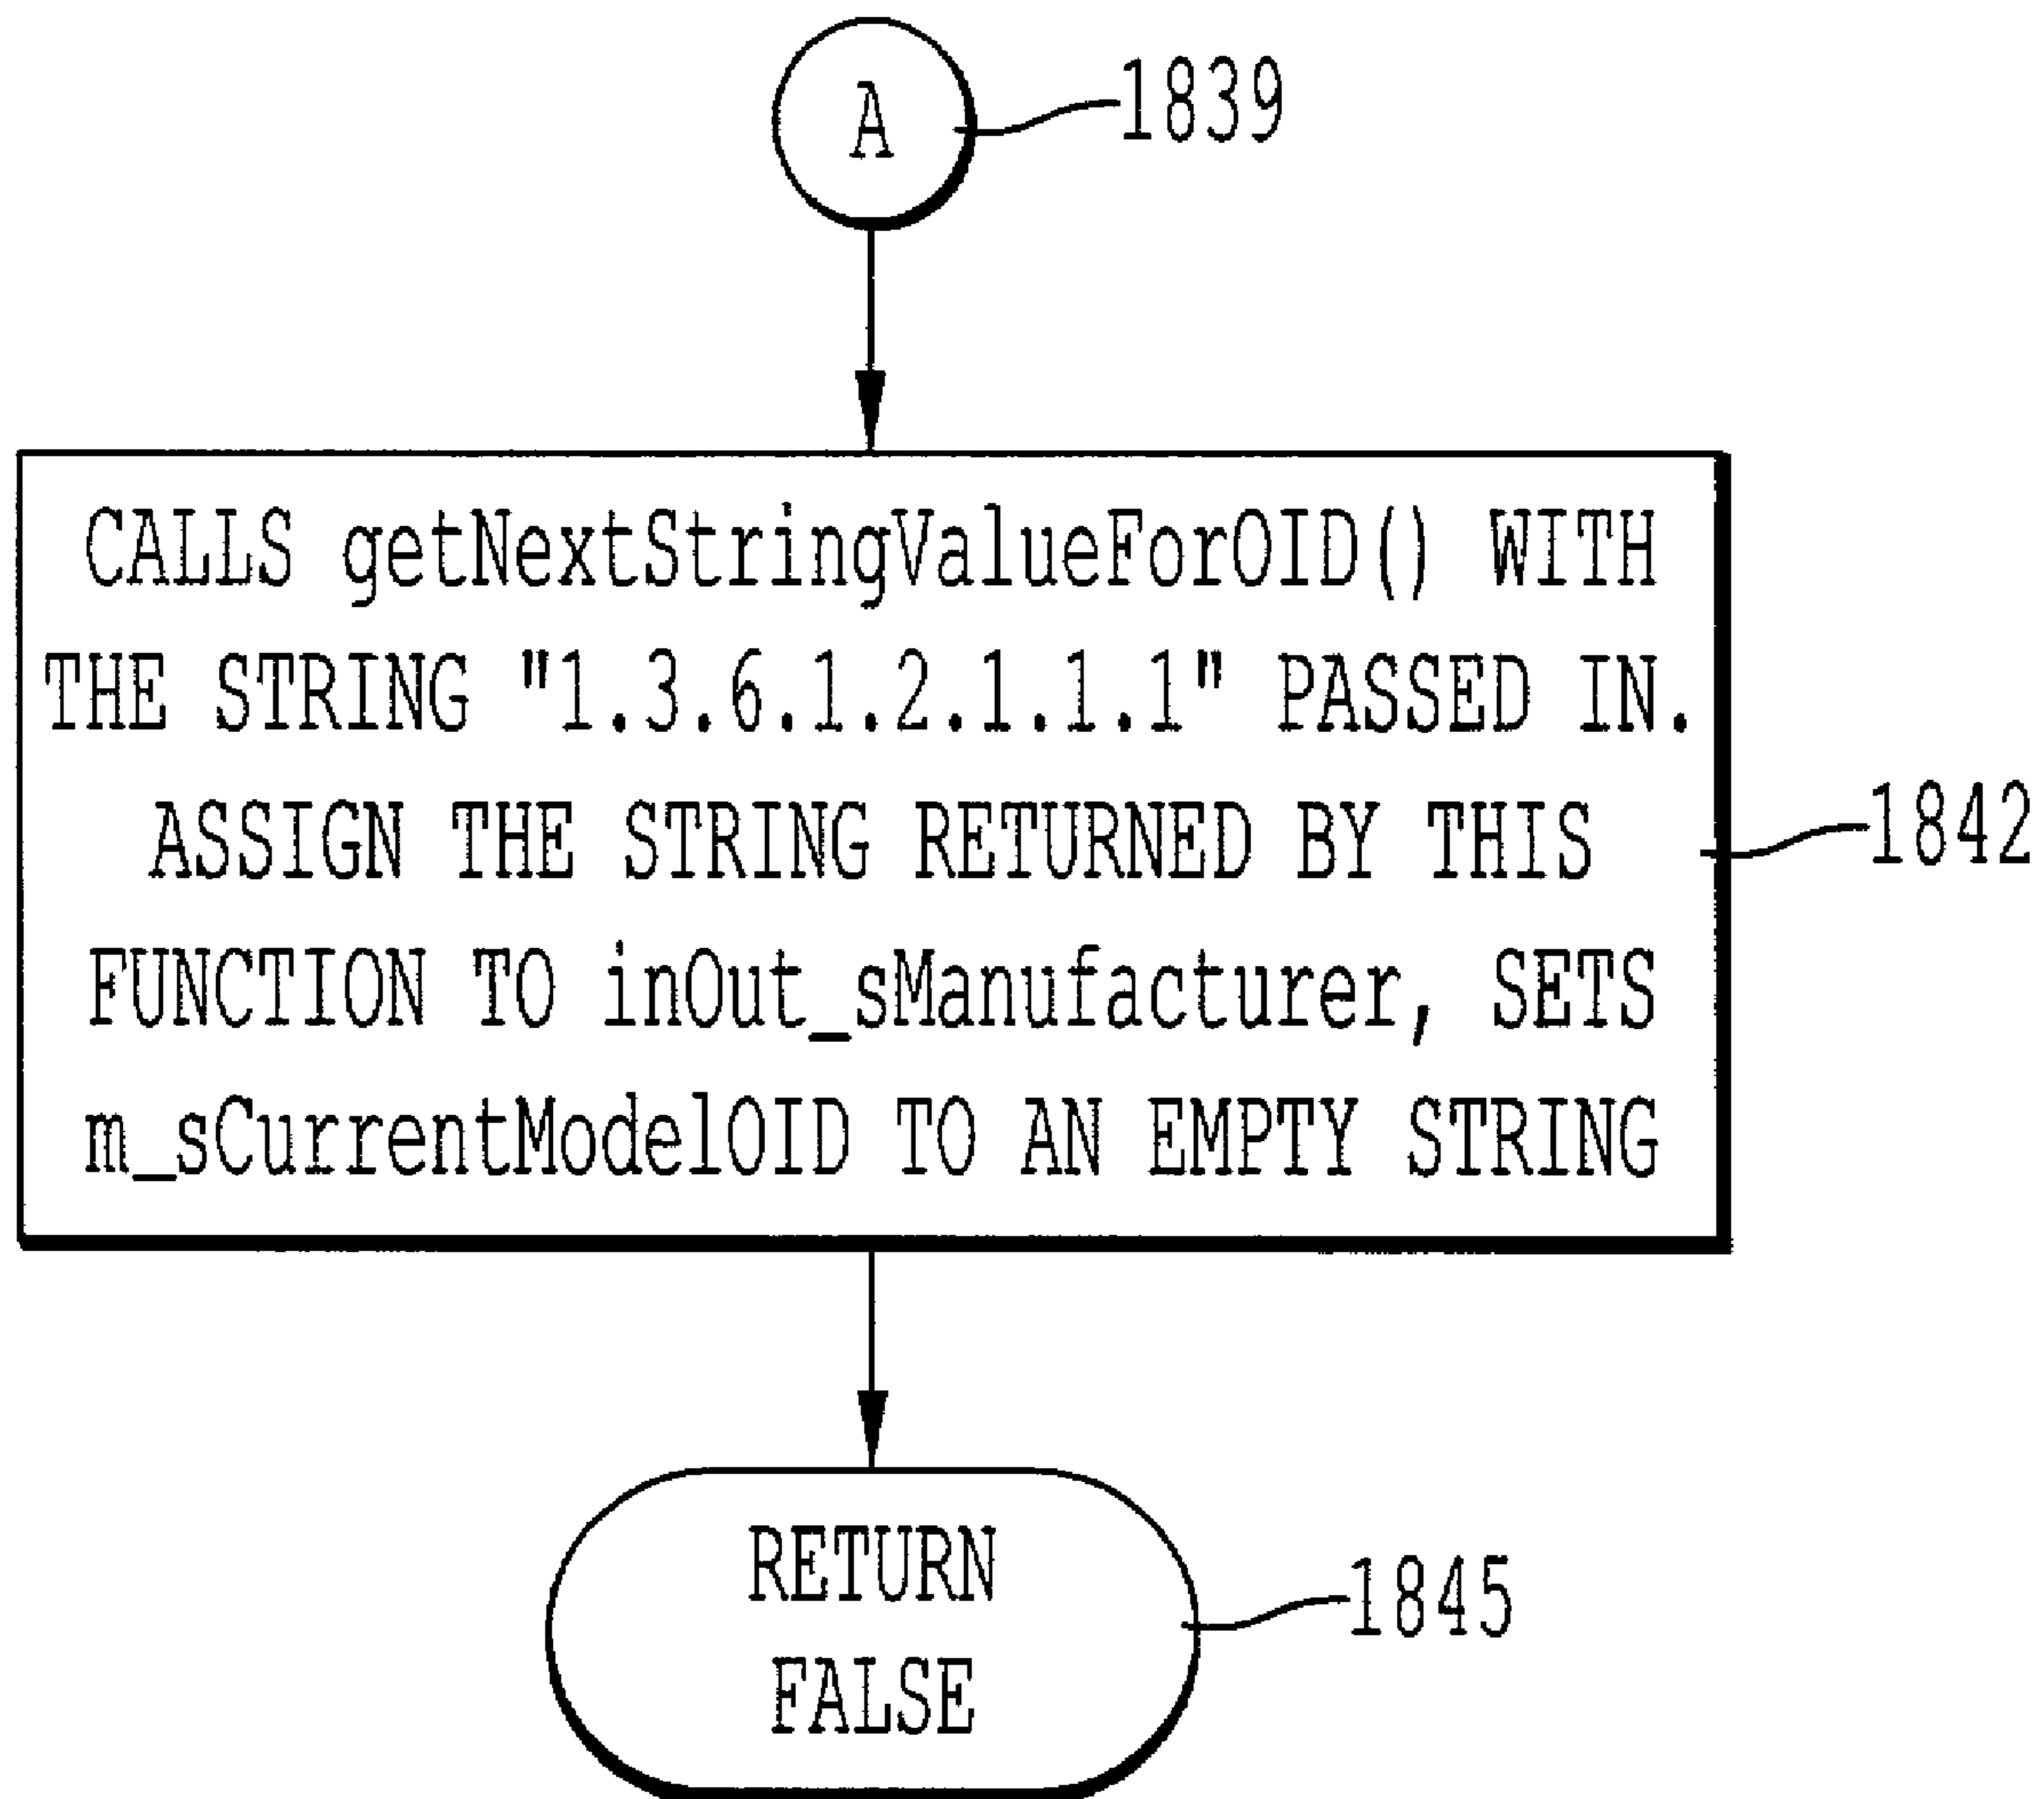 A
1839
CALLS getNextStringValueForOID() WITH
THE STRING "1.3.6.1.2.1.1.1" PASSED IN.
ASSIGN THE STRING RETURNED BY THIS
FUNCTION TO inOut_sManufacturer, SETS
m_sCurrentModelOID TO AN EMPTY STRING
1842
RETURN
FALSE
1845